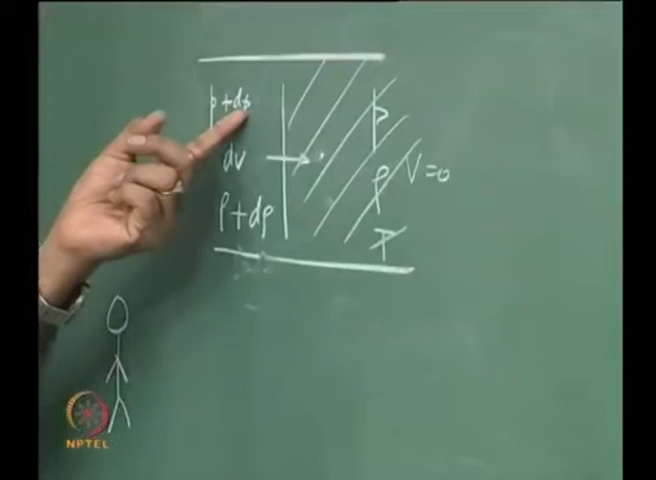 p+dp
p
dv
ρ V=0
ρ+dρ
T
NPTEL